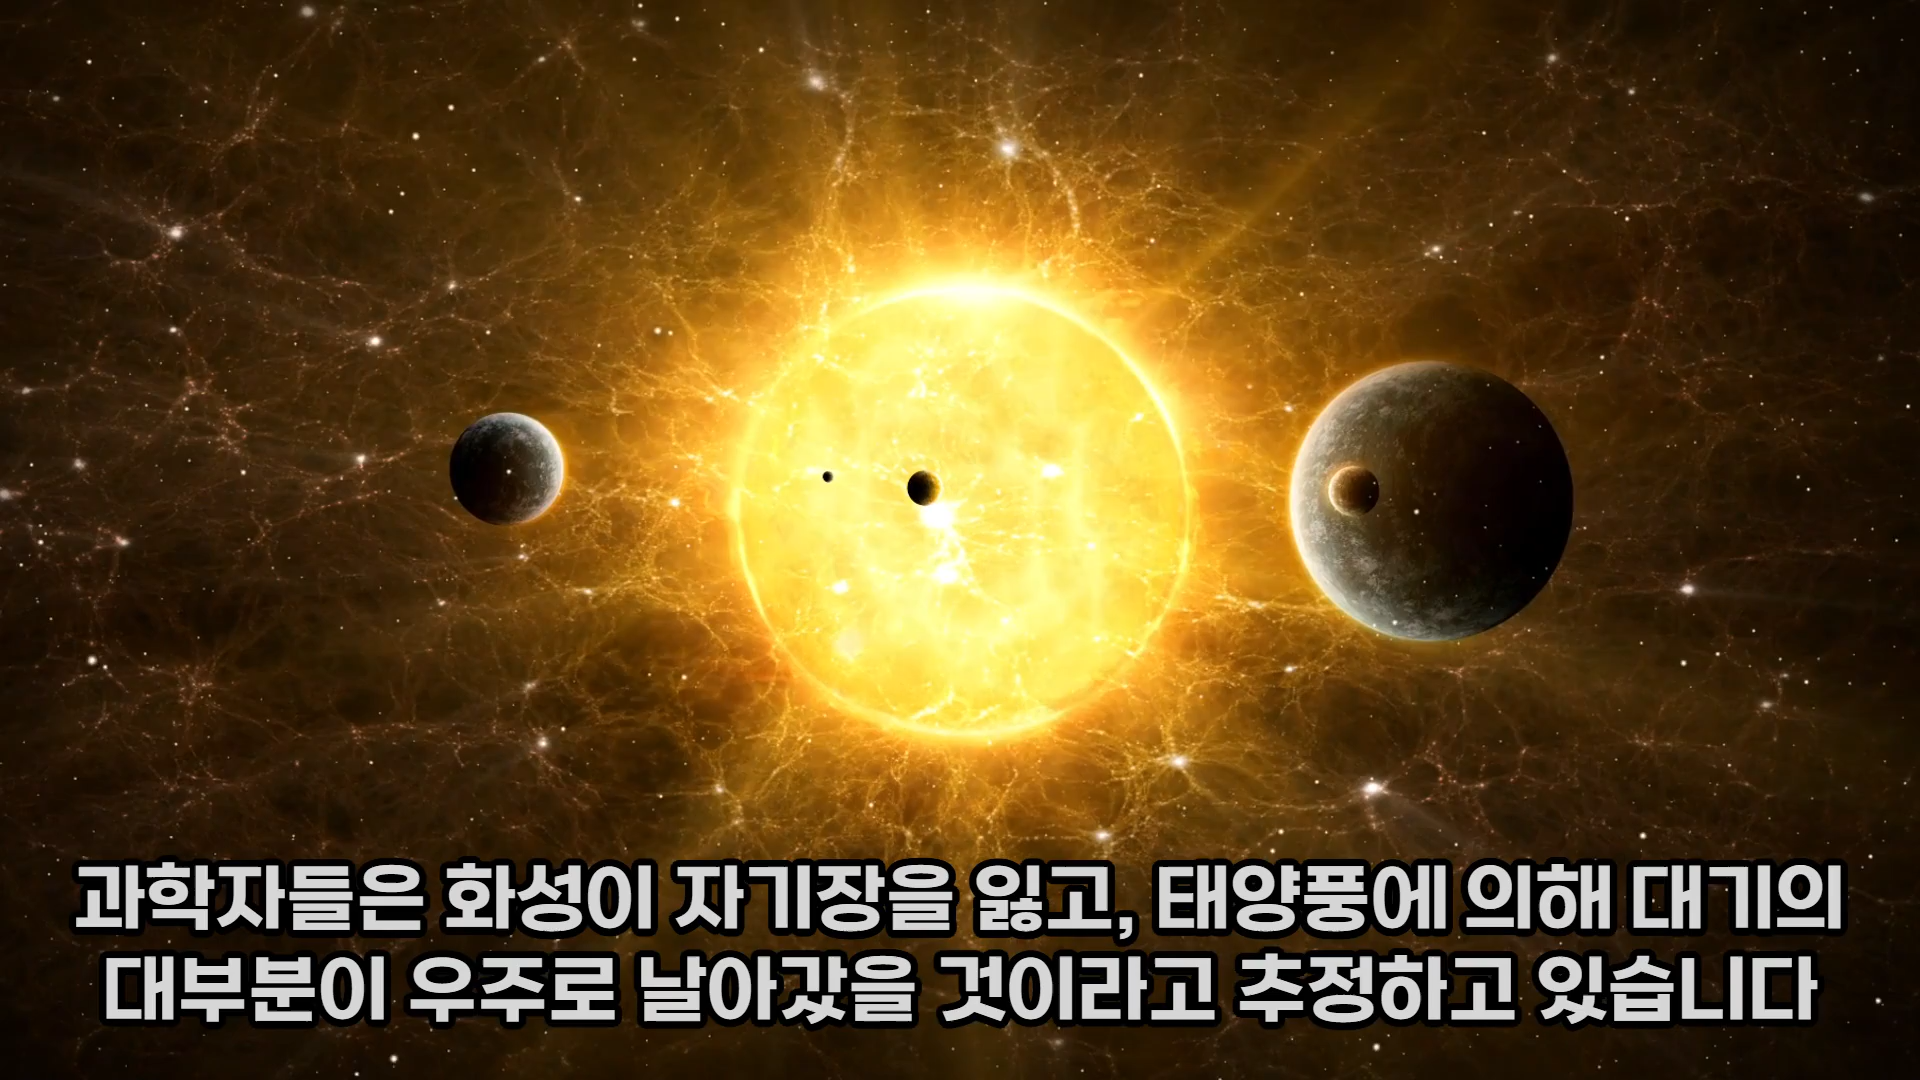 과학자들은 화성이 자기장을 잃고, 태양풍에 의해 대기의
대부분이 우주로 날아갔을 것이라고 추정하고 있습니다